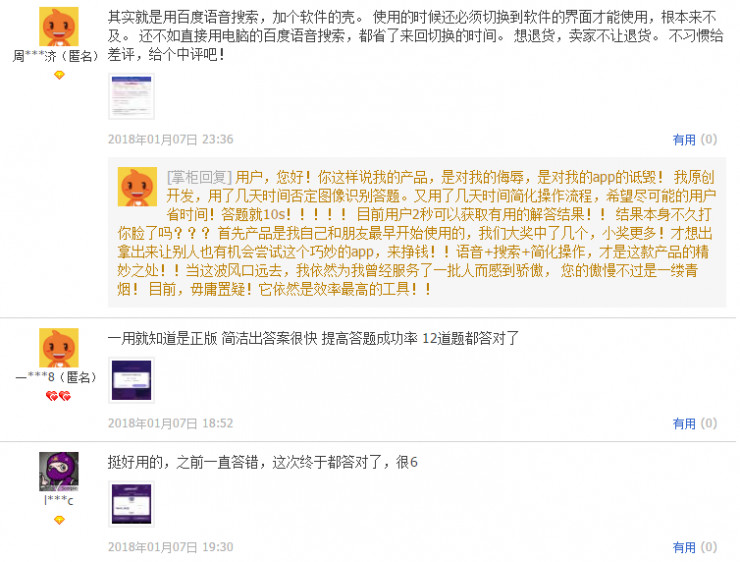 其实就是用百度语音搜索，加个软件的壳。 使用的时候还必须切换到软件的界面才能使用，根本来不
及。 还不如直接用电脑的百度语音搜索，都省了来回切换的时间。 想退货，卖家不让退货。 不习惯给
差评，给个中评吧！
周***济（匿名）
2018年01月07日 23:36
有用 (0)
[掌柜回复] 用户，您好！你这样说我的产品，是对我的侮辱，是对我的app的诋毁！ 我原创
开发，用了几天时间否定图像识别答题。又用了几天时间简化操作流程，希望尽可能的用户
省时间！答题就10s！！！！！ 目前用户2秒可以获取有用的解答结果！！ 结果本身不久打
你脸了吗？？？ 首先产品是我自己和朋友最早开始使用的，我们大奖中了几个，小奖更多！才想出
拿出来让别人也有机会尝试这个巧妙的app，来挣钱！！语音+搜索+简化操作，才是这款产品的精
妙之处！！当这波风口远去，我依然为我曾经服务了一批人而感到骄傲， 您的傲慢不过是一缕青
烟！ 目前，毋庸置疑！它依然是效率最高的工具！！
一用就知道是正版 简洁出答案很快 提高答题成功率 12道题都答对了
一***8（匿名）
2018年01月07日 18:52
有用 (0)
挺好用的，之前一直答错，这次终于都答对了，很6
l***c
2018年01月07日 19:30
有用 (0)